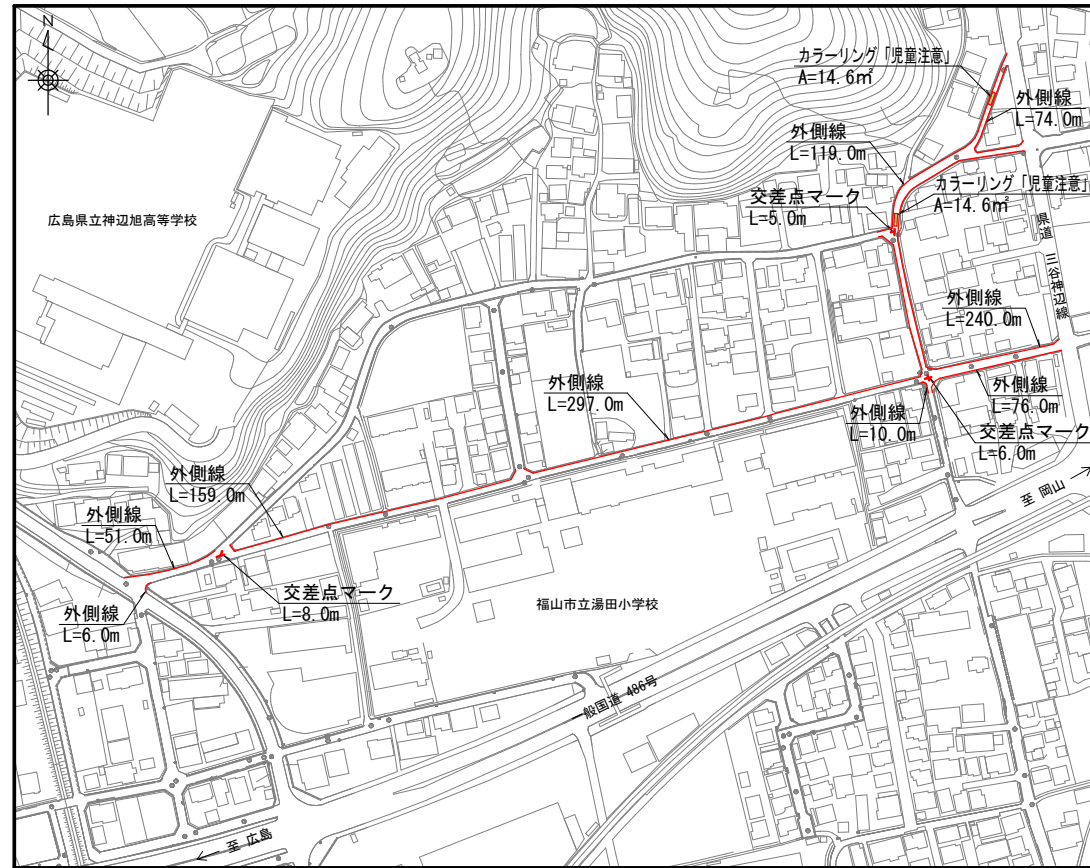 N
カラーリング「児童注意」
A=14.6㎡
外側線
L=74.0m
外側線
L=119.0m
カラーリング「児童注意」
A=14.6㎡
交差点マーク
L=5.0m
広島県立神辺旭高等学校
県道 三谷神辺線
外側線
L=240.0m
外側線
L=297.0m
外側線
L=76.0m
外側線
L=10.0m
交差点マーク
L=6.0m
外側線
L=159.0m
至 岡山
外側線
L=51.0m
交差点マーク
L=8.0m
福山市立湯田小学校
外側線
L=6.0m
一般国道 486号
至 広島